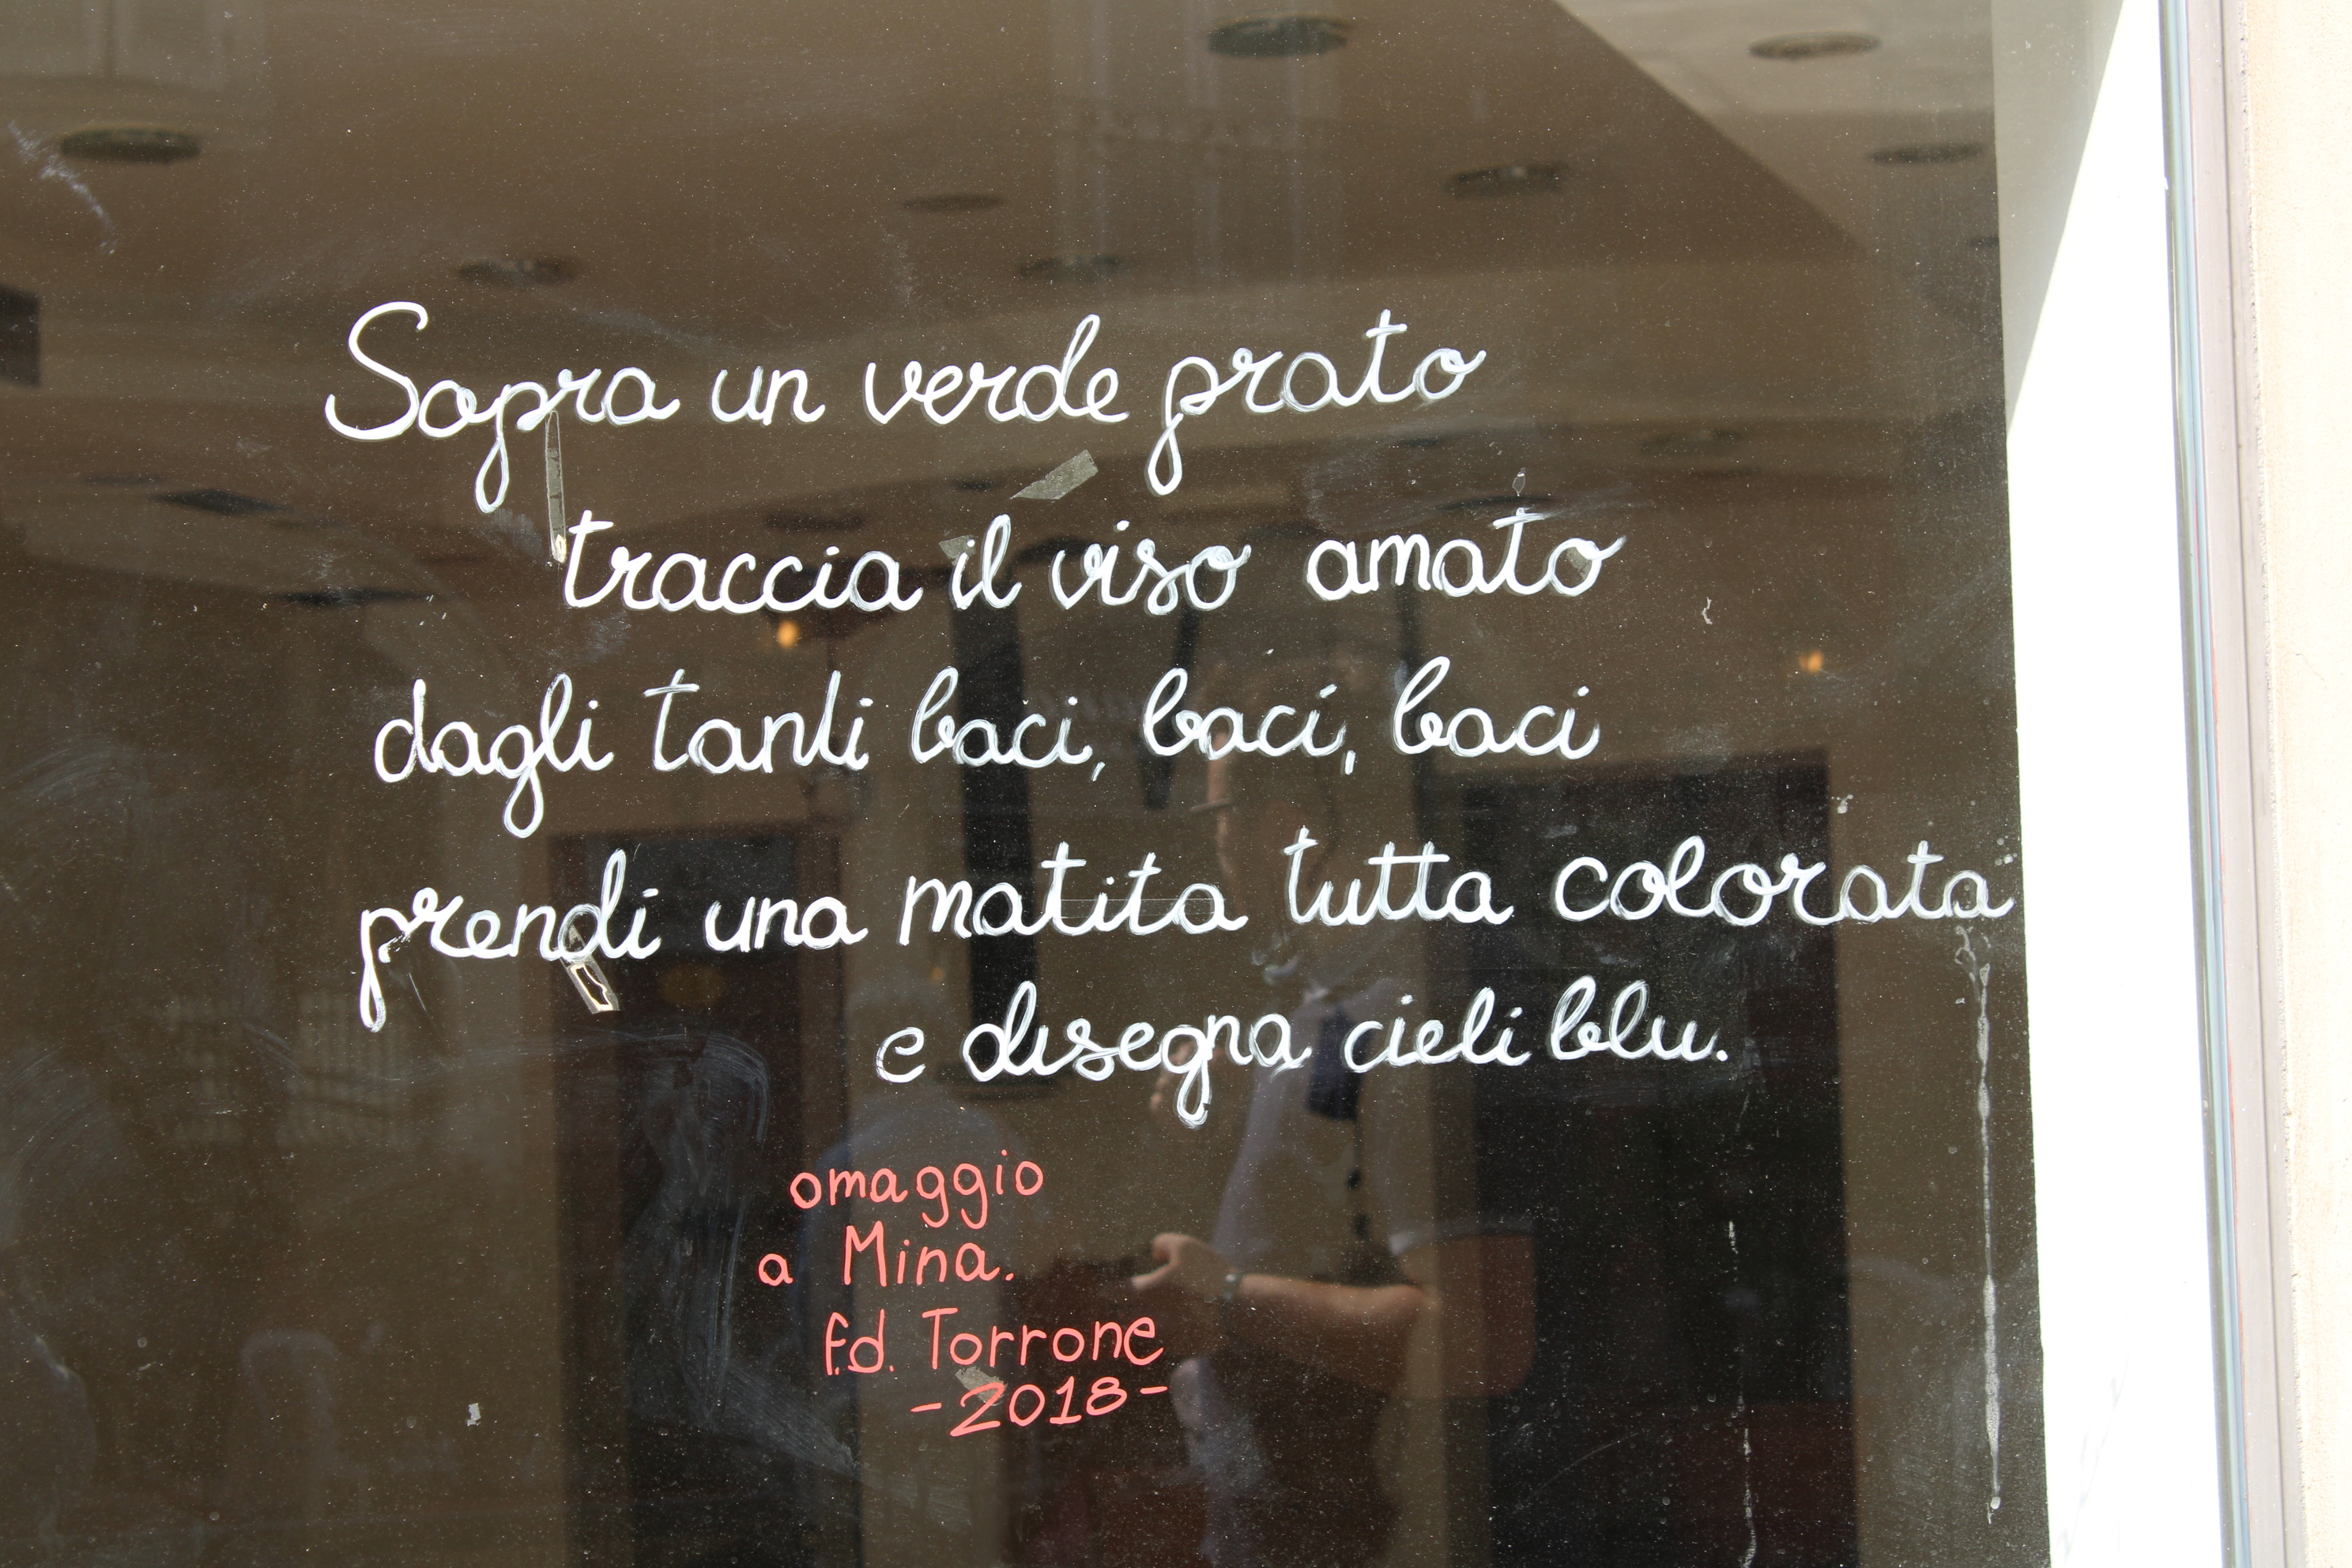 Sopra un verde prato
traccia il viso amato
dagli tanti baci, baci, baci
prendi una matita tutta colorata
e disegna cieli blu.
omaggio
a Mina.
f.d. Torrone
-2018-